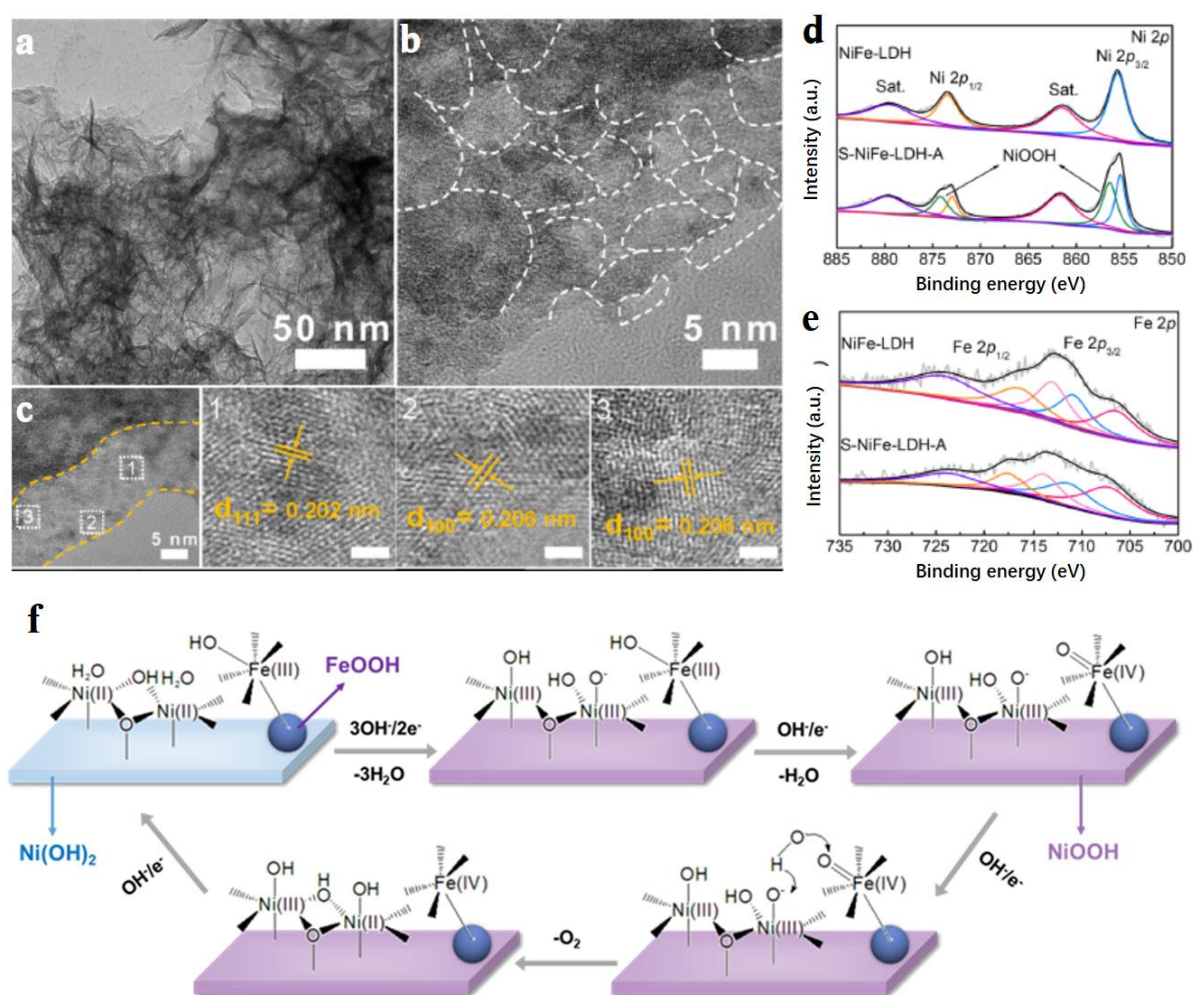 a
50 nm
b
5 nm
c
1
2
3
5 nm
1
d111= 0.202 nm
2
d100= 0.206 nm
3
d100= 0.206 nm
d
Ni 2p
NiFe-LDH
Ni 2p3/2
Sat.
Ni 2p1/2
Sat.
S-NiFe-LDH-A
NiOOH
Intensity (a.u.)
885 880 875 870 865 860 855 850
Binding energy (eV)
e
Fe 2p
NiFe-LDH
Fe 2p1/2
Fe 2p3/2
)
S-NiFe-LDH-A
Intensity (a.u.)
735 730 725 720 715 710 705 700
Binding energy (eV)
f
H2O
OH
H2O
HO
Ni(II)
Ni(II)
O
Fe(III)
FeOOH
Ni(OH)2
3OH-/2e-
-3H2O
OH
HO
O-
HO
Ni(III)
Ni(III)
O
Fe(III)
OH-/e-
-H2O
OH
HO
O-
O
Ni(III)
Ni(III)
O
Fe(IV)
NiOOH
OH-/e-
OH
HO
O-
H
O
O
Ni(III)
Ni(III)
O
Fe(IV)
-O2
OH
H
O
OH
Ni(III)
Ni(II)
O
Fe(IV)
OH-/e-